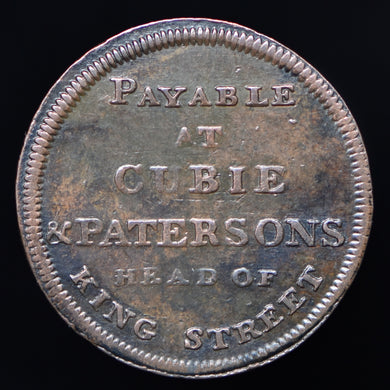 PAYABLE
AT
CUBIE
& PATERSONS
HEAD OF
KING STREET